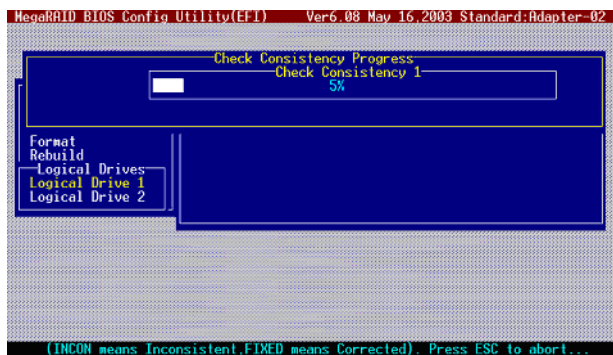 MegaRAID BIOS Config Utility(EFI) Ver6.08 May 16,2003 Standard:Adapter-02
Check Consistency Progress
Check Consistency 1
5%
Format
Rebuild
Logical Drives
Logical Drive 1
Logical Drive 2
(INCON means Inconsistent,FIXED means Corrected). Press ESC to abort...